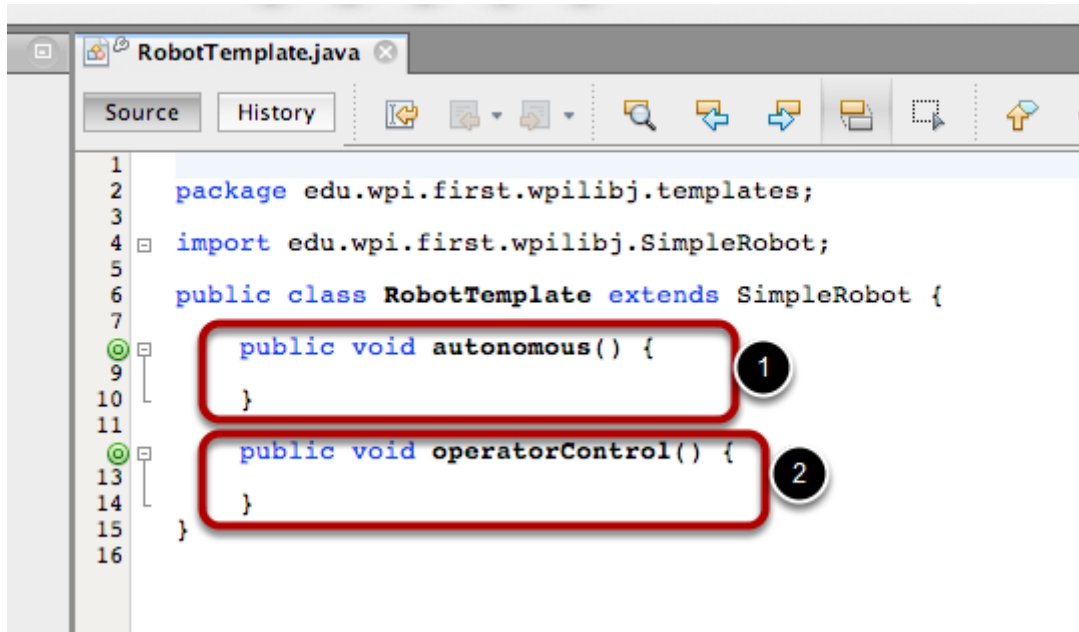 RobotTemplate.java
Source History
1
2 package edu.wpi.first.wpilibj.templates;
3
4 import edu.wpi.first.wpilibj.SimpleRobot;
5
6 public class RobotTemplate extends SimpleRobot {
7
public void autonomous() {
1
9
10 }
11
public void operatorControl() {
2
13
14 }
15 }
16